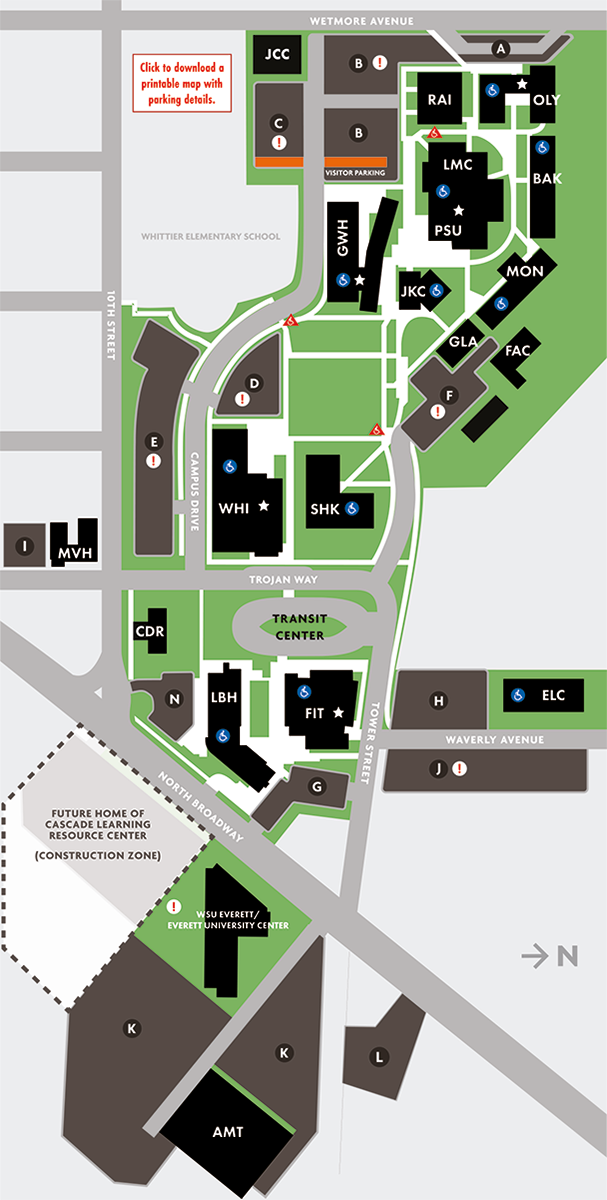 WETMORE AVENUE
JCC
B !
A
Click to download a
printable map with
parking details.
RAI
OLY
C
!
B
VISITOR PARKING
LMC
BAK
PSU
GWH
WHITTIER ELEMENTARY SCHOOL
MON
JKC
10TH STREET
GLA
FAC
D
!
F
!
E
!
CAMPUS DRIVE
WHI
SHK
I
MVH
TROJAN WAY
TRANSIT
CENTER
CDR
N
LBH
FIT
H
ELC
TOWER STREET
WAVERLY AVENUE
J !
G
NORTH BROADWAY
FUTURE HOME OF
CASCADE LEARNING
RESOURCE CENTER
(CONSTRUCTION ZONE)
!
WSU EVERETT/
EVERETT UNIVERSITY CENTER
N
K
K
L
AMT